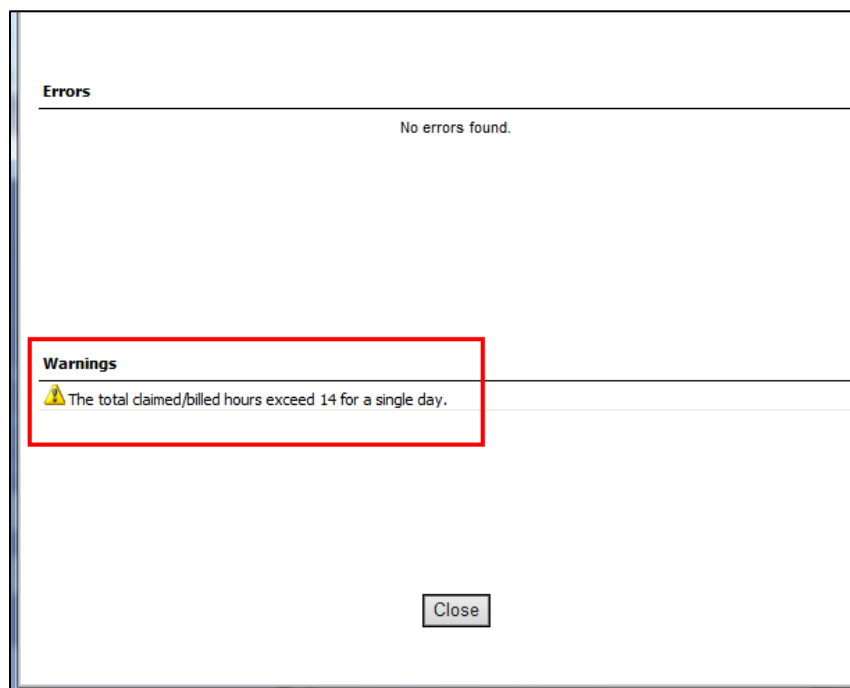 Errors
No errors found.
Warnings
The total claimed/billed hours exceed 14 for a single day.
Close